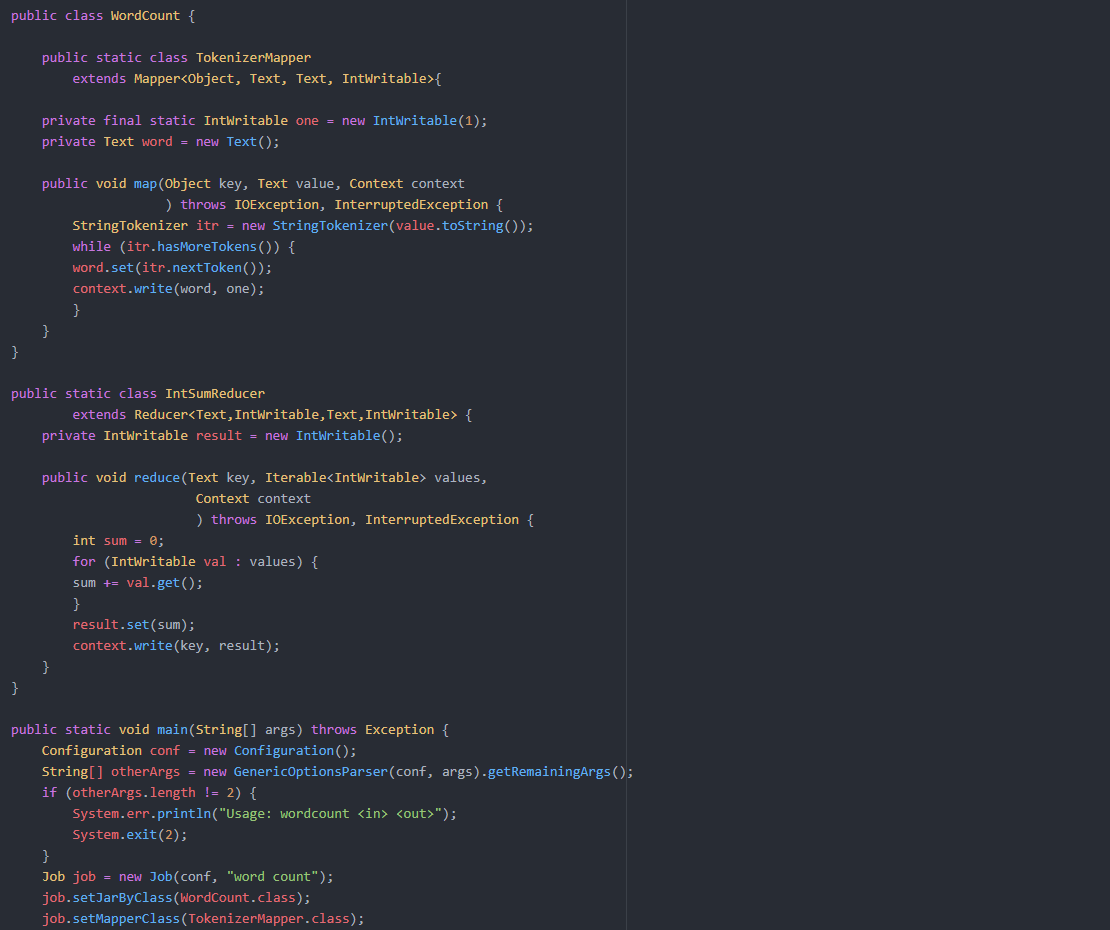 public class WordCount {
    public static class TokenizerMapper
        extends Mapper<Object, Text, Text, IntWritable>{
    private final static IntWritable one = new IntWritable(1);
    private Text word = new Text();
    public void map(Object key, Text value, Context context
                    ) throws IOException, InterruptedException {
        StringTokenizer itr = new StringTokenizer(value.toString());
        while (itr.hasMoreTokens()) {
        word.set(itr.nextToken());
        context.write(word, one);
        }
    }
}
public static class IntSumReducer
        extends Reducer<Text,IntWritable,Text,IntWritable> {
    private IntWritable result = new IntWritable();
    public void reduce(Text key, Iterable<IntWritable> values,
                        Context context
                        ) throws IOException, InterruptedException {
        int sum = 0;
        for (IntWritable val : values) {
        sum += val.get();
        }
        result.set(sum);
        context.write(key, result);
    }
}
public static void main(String[] args) throws Exception {
    Configuration conf = new Configuration();
    String[] otherArgs = new GenericOptionsParser(conf, args).getRemainingArgs();
    if (otherArgs.length != 2) {
        System.err.println("Usage: wordcount <in> <out>");
        System.exit(2);
    }
    Job job = new Job(conf, "word count");
    job.setJarByClass(WordCount.class);
    job.setMapperClass(TokenizerMapper.class);